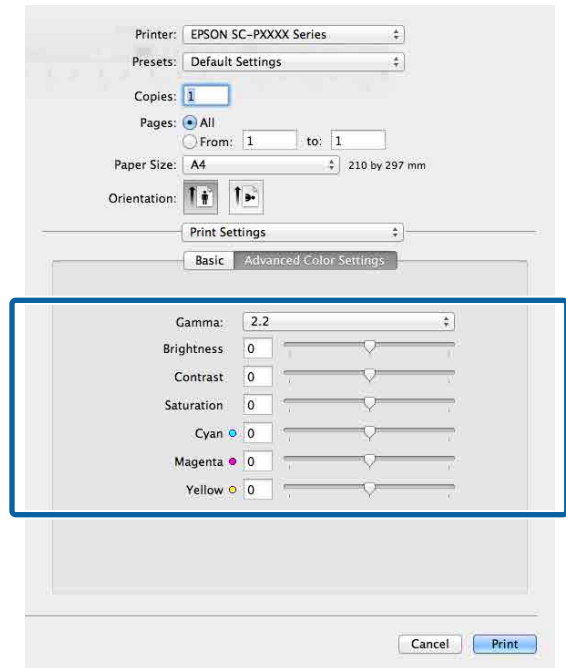 Printer: EPSON SC-PXXXX Series
Presets: Default Settings
Copies: 1
Pages: All
From: 1 to: 1
Paper Size: A4 210 by 297 mm
Orientation:
Print Settings
Basic Advanced Color Settings
Gamma: 2.2
Brightness 0
Contrast 0
Saturation 0
Cyan 0
Magenta 0
Yellow 0
Cancel Print